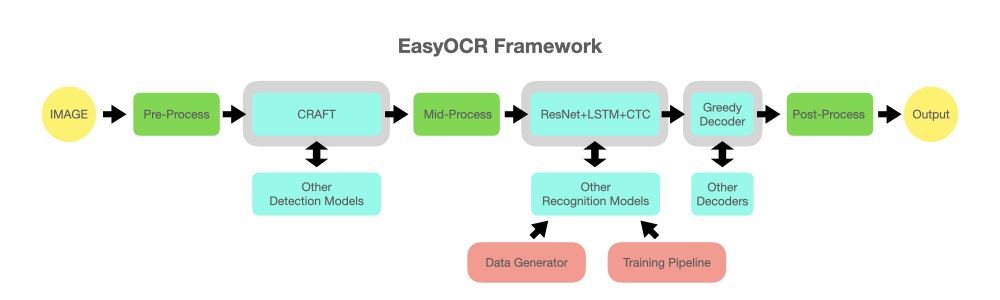 EasyOCR Framework
IMAGE
Pre-Process
CRAFT
Mid-Process
ResNet+LSTM+CTC
Greedy
Decoder
Post-Process
Output
Other
Detection Models
Other
Recognition Models
Other
Decoders
Data Generator
Training Pipeline